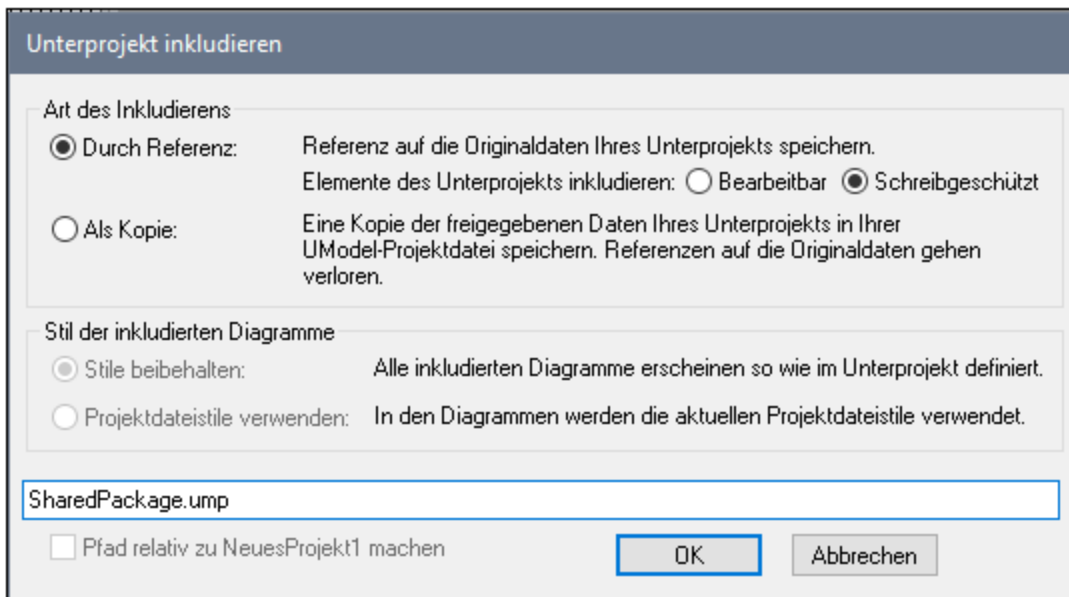 Unterprojekt inkludieren
Art des Inkludierens
Durch Referenz: Referenz auf die Originaldaten Ihres Unterprojekts speichern.
Elemente des Unterprojekts inkludieren: Bearbeitbar Schreibgeschützt
Als Kopie: Eine Kopie der freigegebenen Daten Ihres Unterprojekts in Ihrer
UModel-Projektdatei speichern. Referenzen auf die Originaldaten gehen
verloren.
Stil der inkludierten Diagramme
Stile beibehalten: Alle inkludierten Diagramme erscheinen so wie im Unterprojekt definiert.
Projektdateistile verwenden: In den Diagrammen werden die aktuellen Projektdateistile verwendet.
SharedPackage.ump
Pfad relativ zu NeuesProjekt1 machen OK Abbrechen